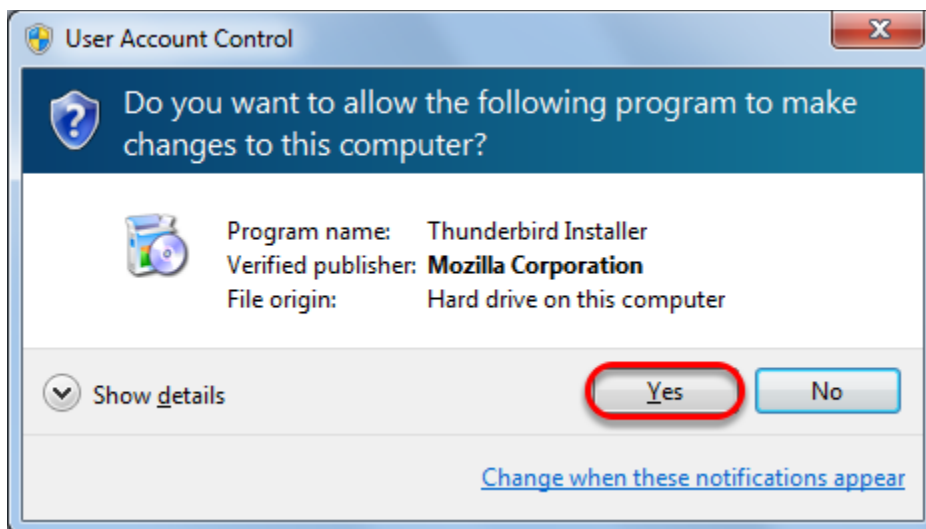 User Account Control
Do you want to allow the following program to make
changes to this computer?
Program name: Thunderbird Installer
Verified publisher: Mozilla Corporation
File origin: Hard drive on this computer
Show details
Yes
No
Change when these notifications appear